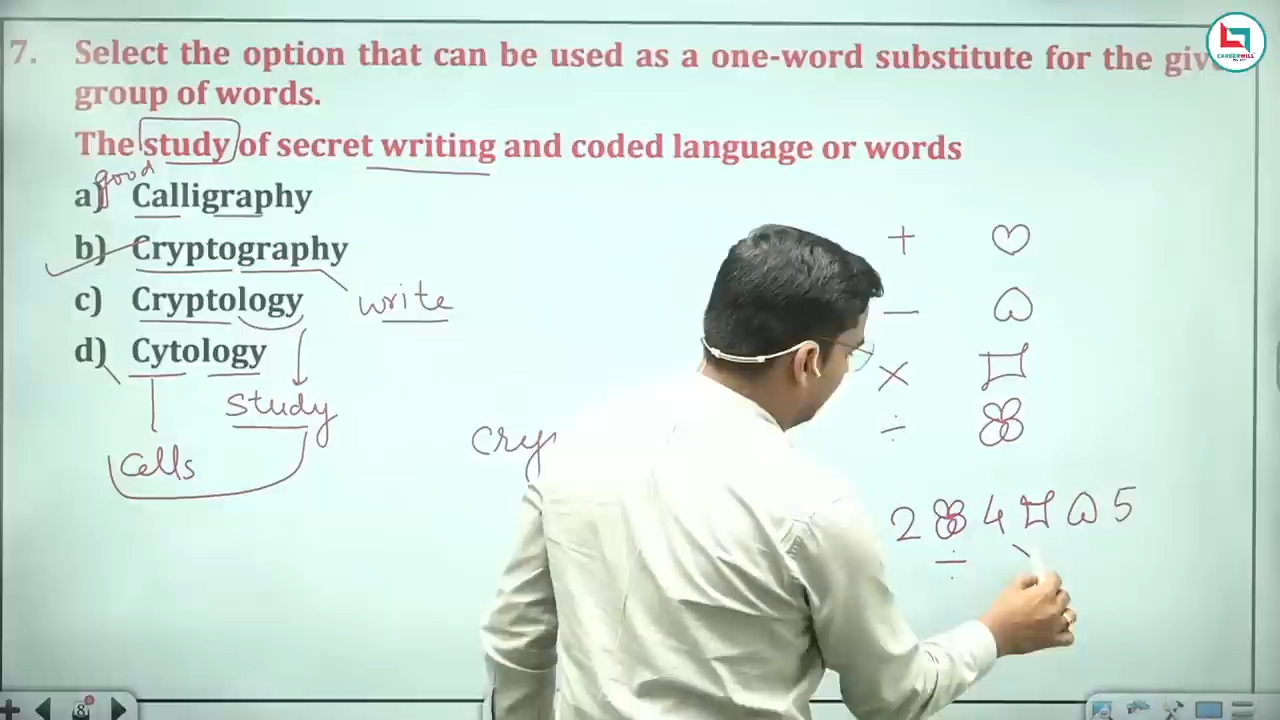 7. Select the option that can be used as a one-word substitute for the giv
group of words.
The study of secret writing and coded language or words
good
a) Calligraphy
b) Cryptography
c) Cryptology
write
d) Cytology
study
cells
cry
+ ♡
−
×
÷
2 4 5
÷
CAREERWILL
8